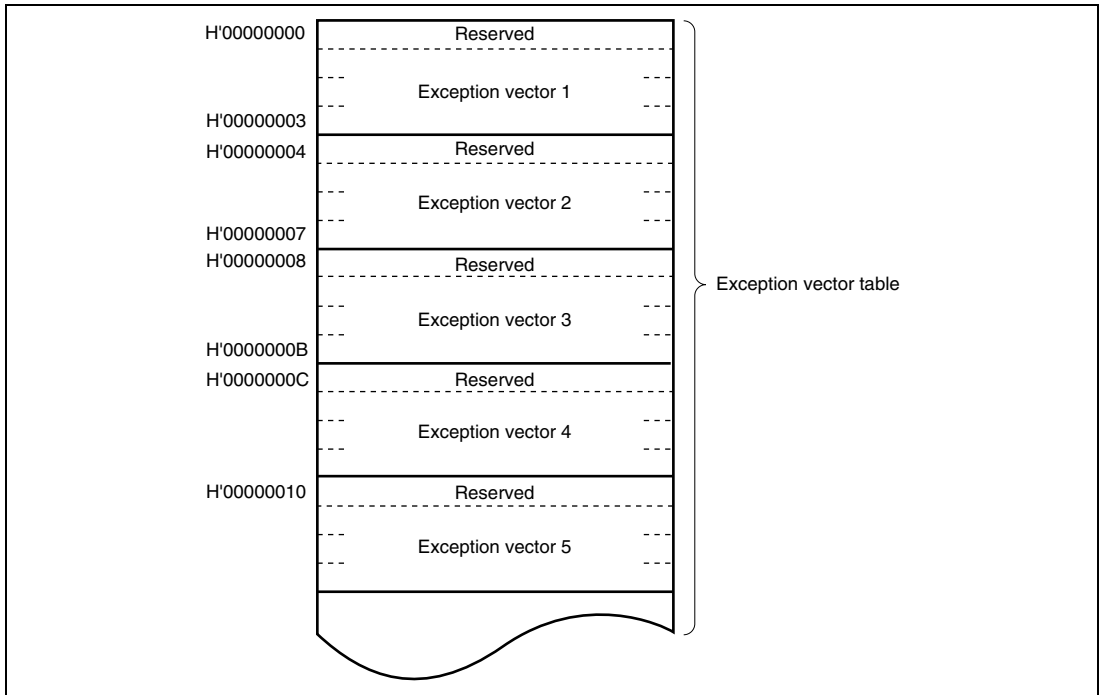 H'00000000
Reserved
Exception vector 1
H'00000003
H'00000004
Reserved
Exception vector 2
H'00000007
H'00000008
Reserved
Exception vector 3
H'0000000B
H'0000000C
Reserved
Exception vector 4
H'00000010
Reserved
Exception vector 5
Exception vector table